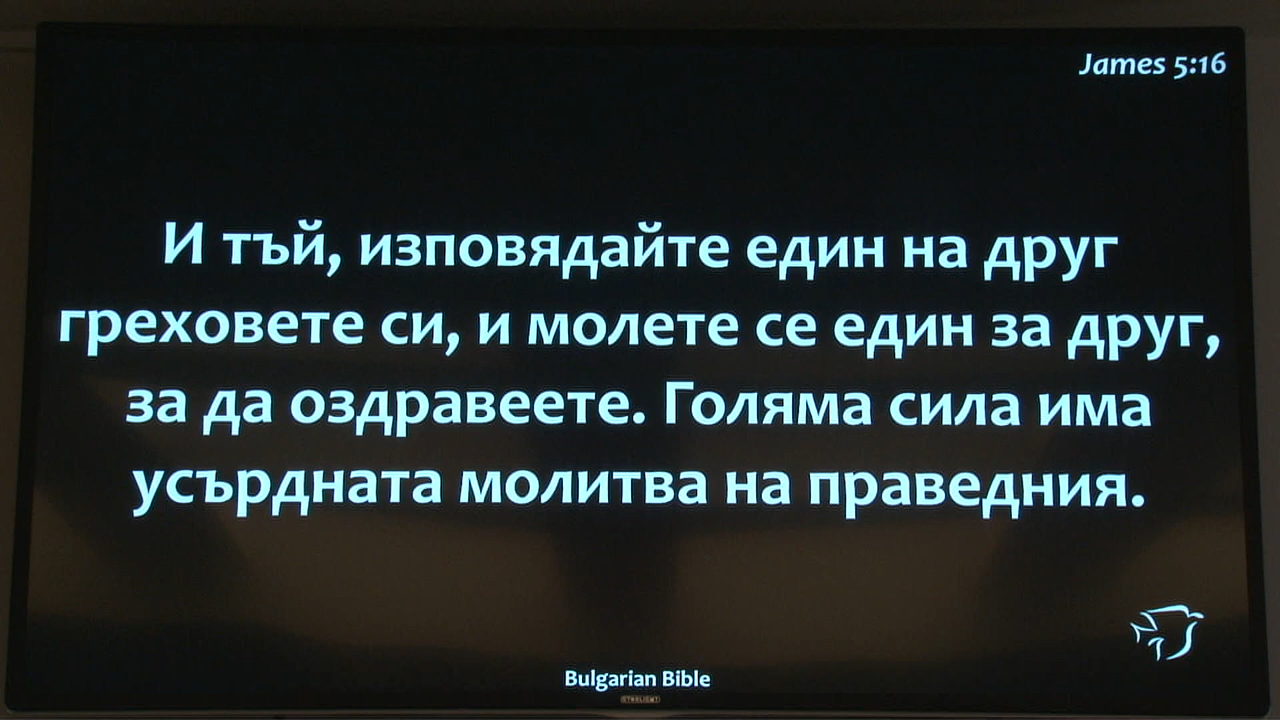 James 5:16
И тъй, изповядайте един на друг
греховете си, и молете се един за друг,
за да оздравеете. Голяма сила има
усърдната молитва на праведния.
Bulgarian Bible
STARLIGHT